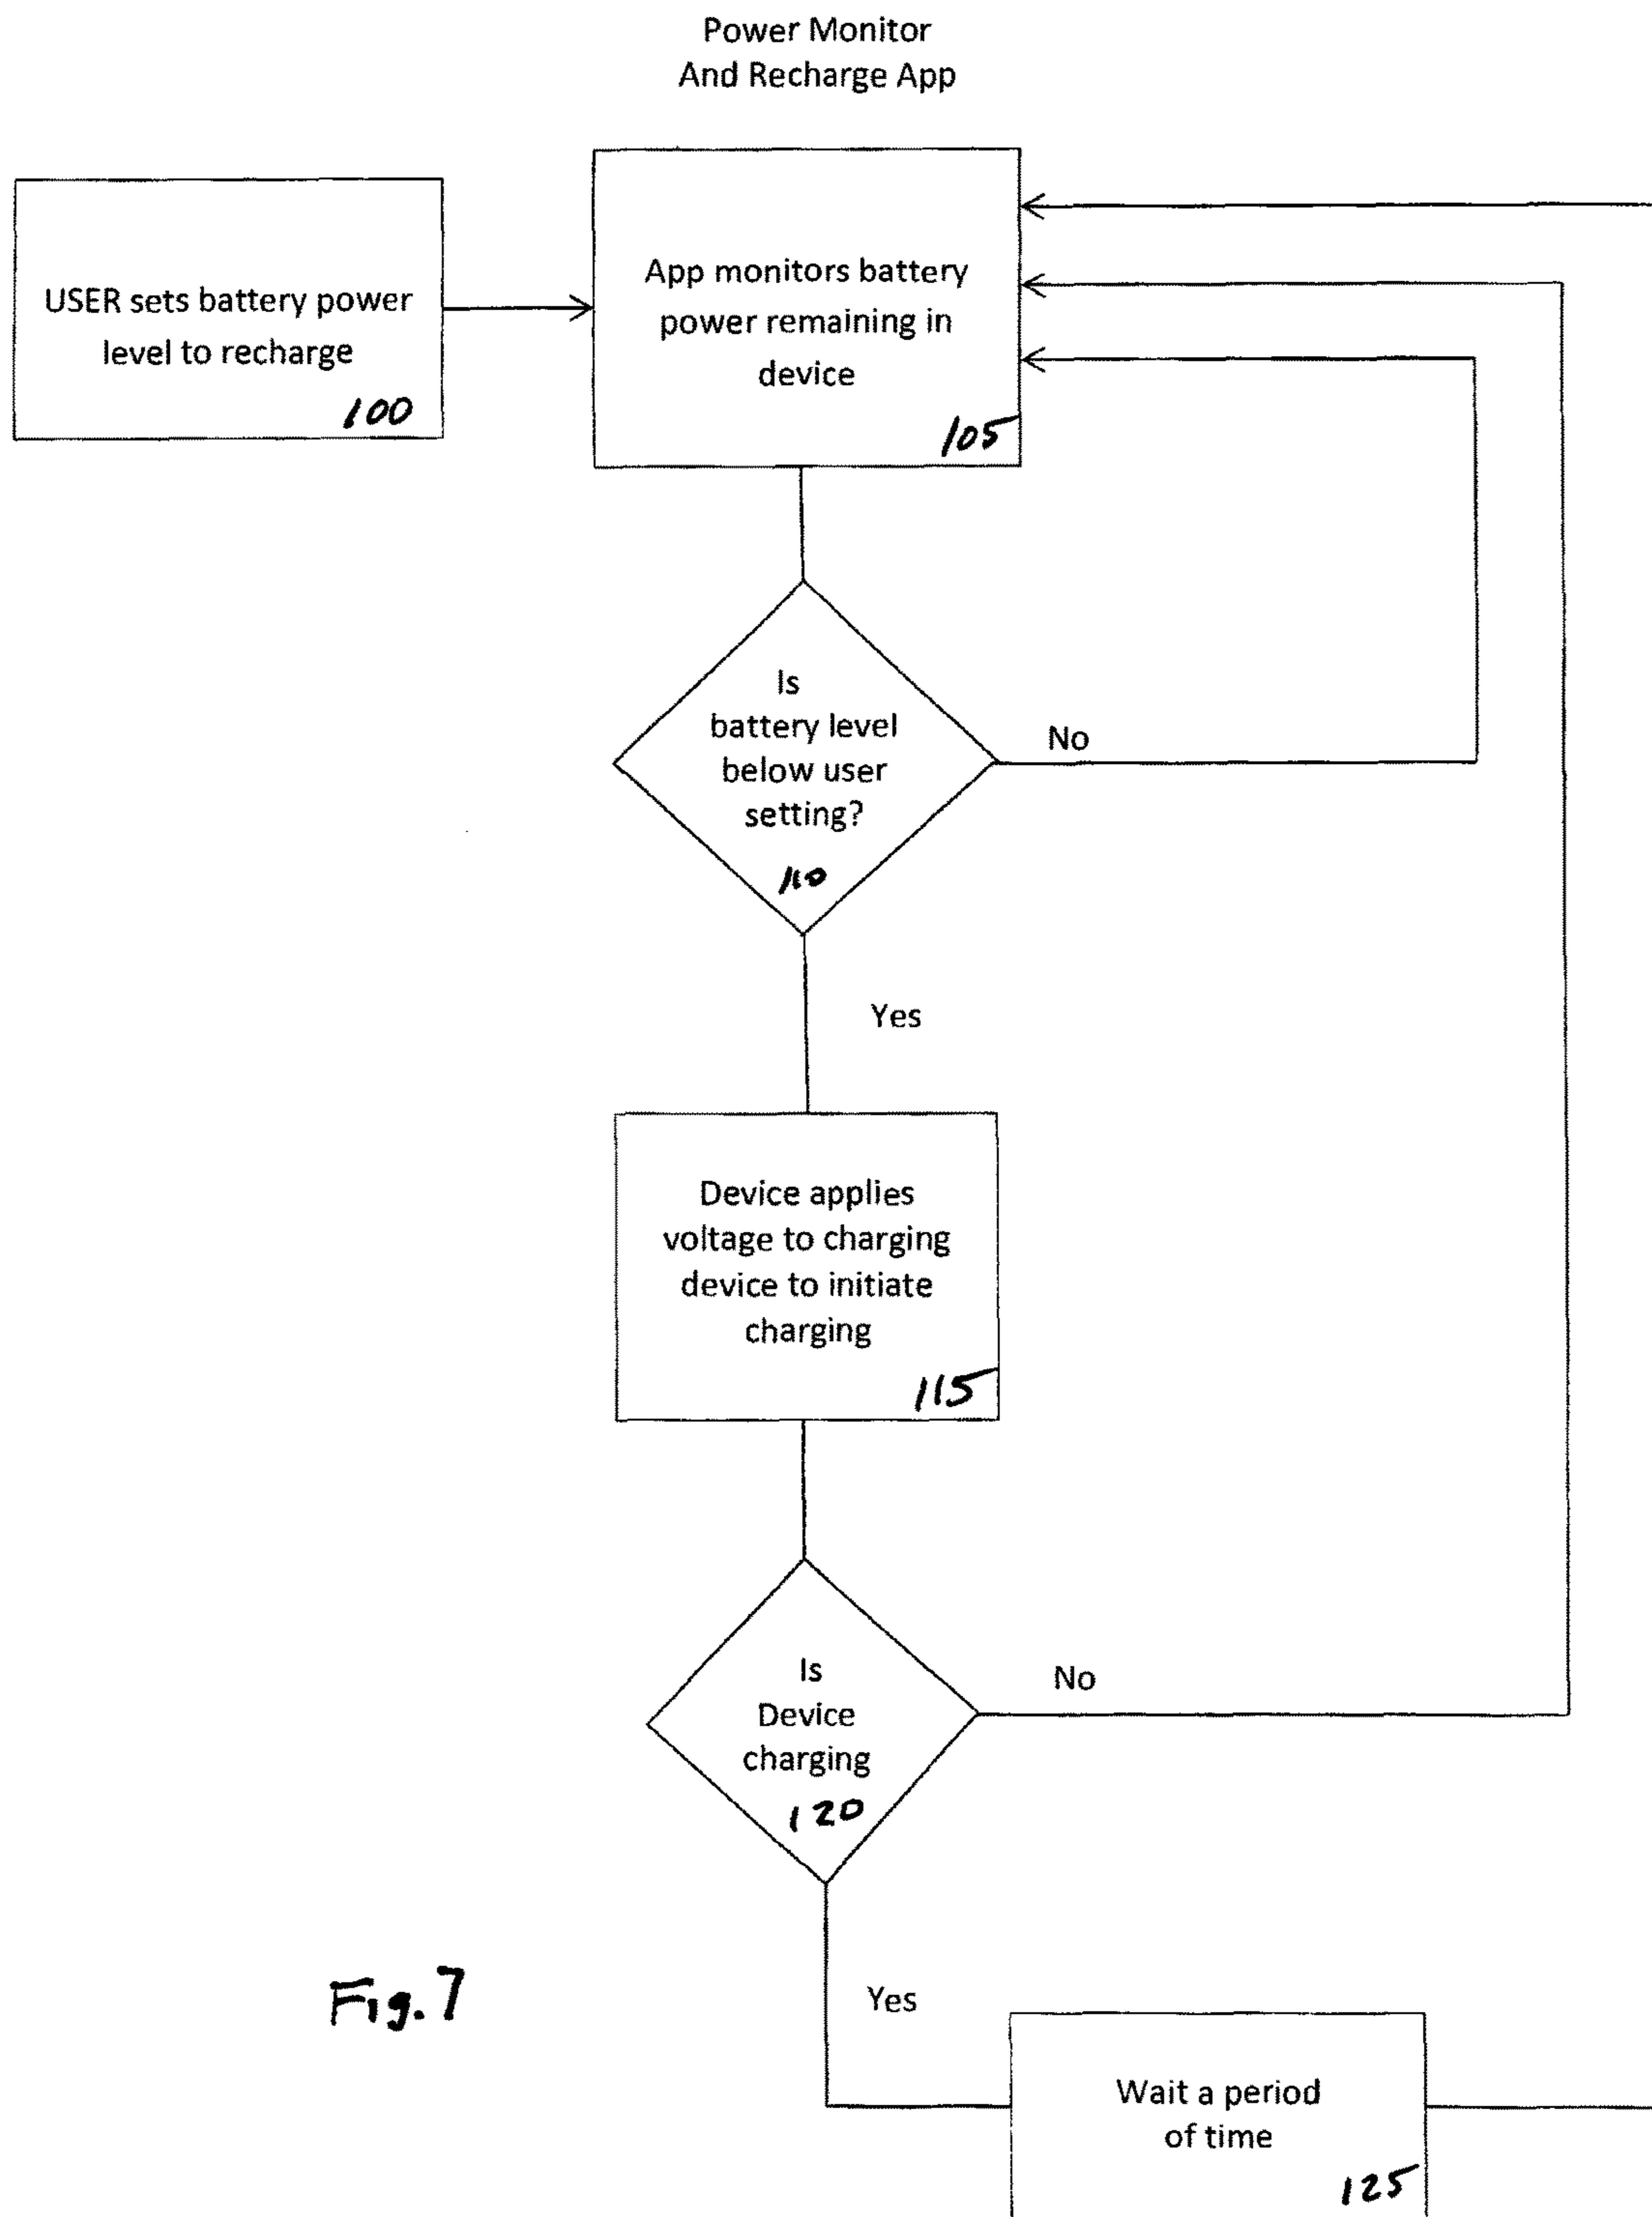 Power Monitor
And Recharge App
USER sets battery power
level to recharge
100
App monitors battery
power remaining in
device
105
Is
battery level
below user
setting?
110
No
Yes
Device applies
voltage to charging
device to initiate
charging
115
Is
Device
charging
120
No
Yes
Wait a period
of time
125
Fig. 7